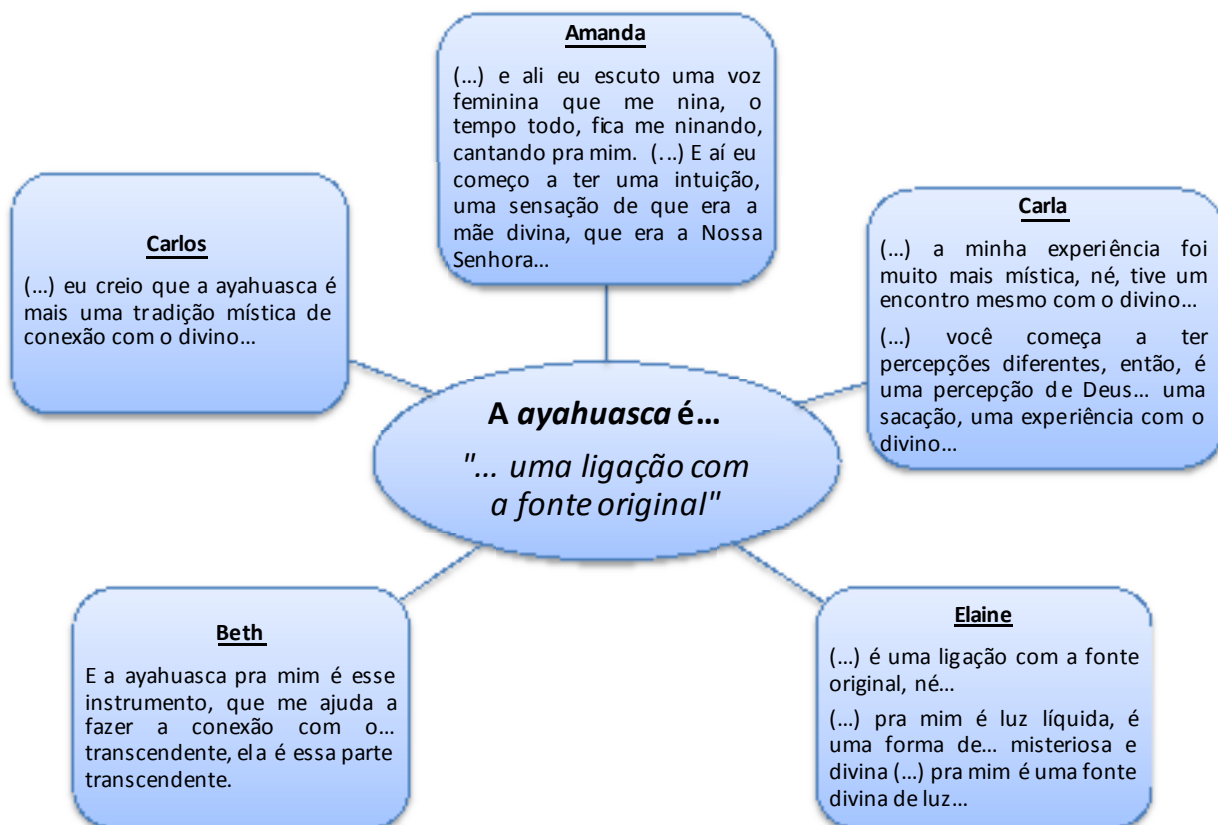 Amanda
(...) e ali eu escuto uma voz
feminina que me nina, o
tempo todo, fica me ninando,
cantando pra mim. (...) E aí eu
começo a ter uma intuição,
uma sensação de que era a
mãe divina, que era a Nossa
Senhora...
Carlos
(...) eu creio que a ayahuasca é
mais uma tradição mística de
conexão com o divino...
Carla
(...) a minha experiência foi
muito mais mística, né, tive um
encontro mesmo com o divino...
(...) você começa a ter
percepções diferentes, então, é
uma percepção de Deus... uma
sacação, uma experiência com o
divino...
A ayahuasca é...
"... uma ligação com
a fonte original"
Beth
E a ayahuasca pra mim é esse
instrumento, que me ajuda a
fazer a conexão com o...
transcendente, ela é essa parte
transcendente.
Elaine
(...) é uma ligação com a fonte
original, né...
(...) pra mim é luz líquida, é
uma forma de... misteriosa e
divina (...) pra mim é uma fonte
divina de luz...